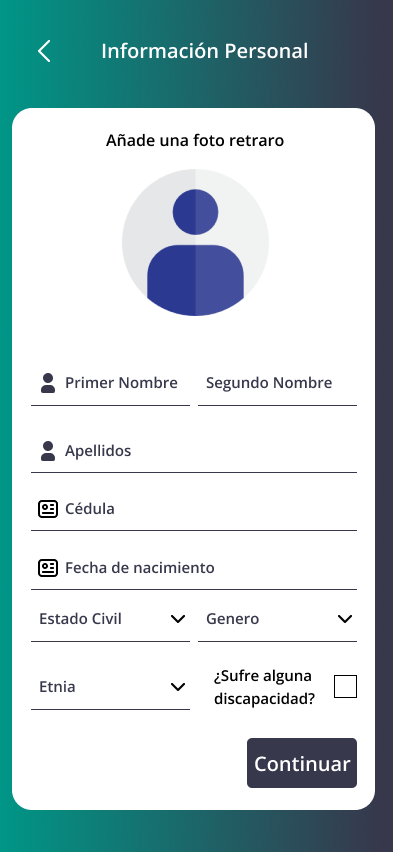 Información Personal
Añade una foto retraro
Primer Nombre
Segundo Nombre
Apellidos
Cédula
Fecha de nacimiento
Estado Civil
Genero
Etnia
¿Sufre alguna
discapacidad?
Continuar